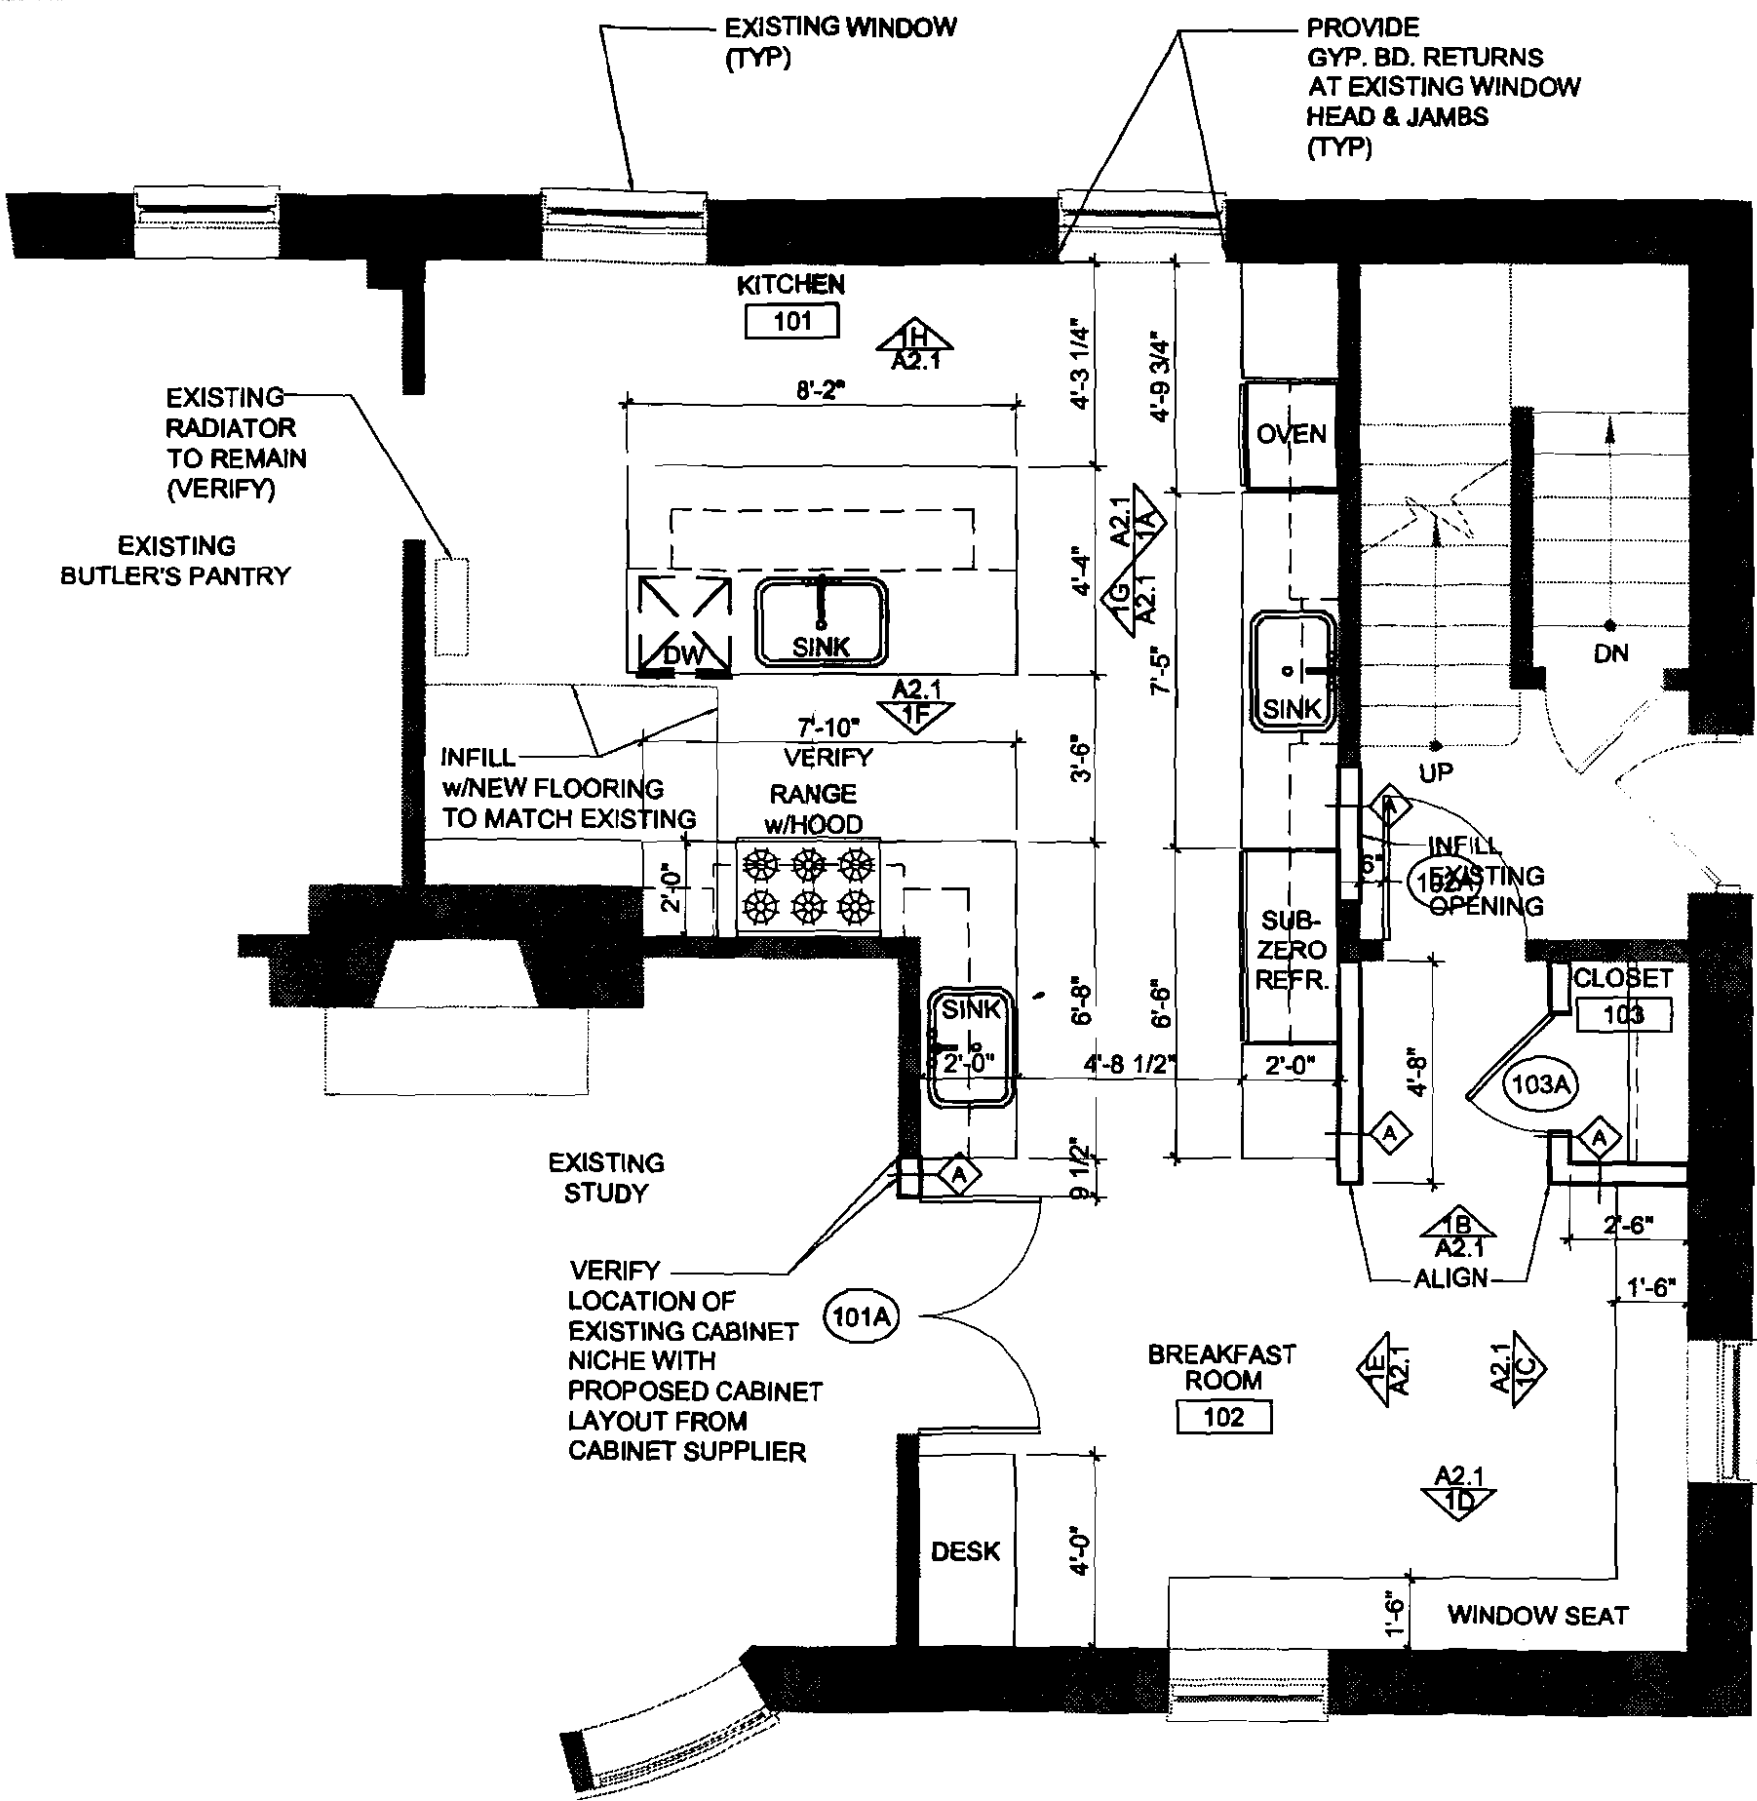 EXISTING WINDOW
(TYP)
PROVIDE
GYP. BD. RETURNS
AT EXISTING WINDOW
HEAD & JAMBS
(TYP)
KITCHEN
101
1H
A2.1
8'-2"
4'-3 1/4"
4'-9 3/4"
EXISTING
RADIATOR
TO REMAIN
(VERIFY)
OVEN
EXISTING
BUTLER'S PANTRY
A2.1
1A
1G
A2.1
4'-4"
DW
SINK
7'-5"
SINK
DN
UP
A2.1
1F
7'-10"
VERIFY
3'-6"
INFILL
w/NEW FLOORING
TO MATCH EXISTING
RANGE
w/HOOD
2'-0"
A
INFILL
EXISTING
OPENING
6"
102A
SUB-
ZERO
REFR.
CLOSET
103
SINK
2'-0"
6'-8"
6'-6"
4'-8 1/2"
2'-0"
4'-8"
103A
A
A
A
9 1/2"
EXISTING
STUDY
1B
A2.1
ALIGN
2'-6"
1'-6"
VERIFY
LOCATION OF
EXISTING CABINET
NICHE WITH
PROPOSED CABINET
LAYOUT FROM
CABINET SUPPLIER
101A
BREAKFAST
ROOM
102
1E
A2.1
A2.1
1C
A2.1
1D
DESK
4'-0"
1'-6"
WINDOW SEAT